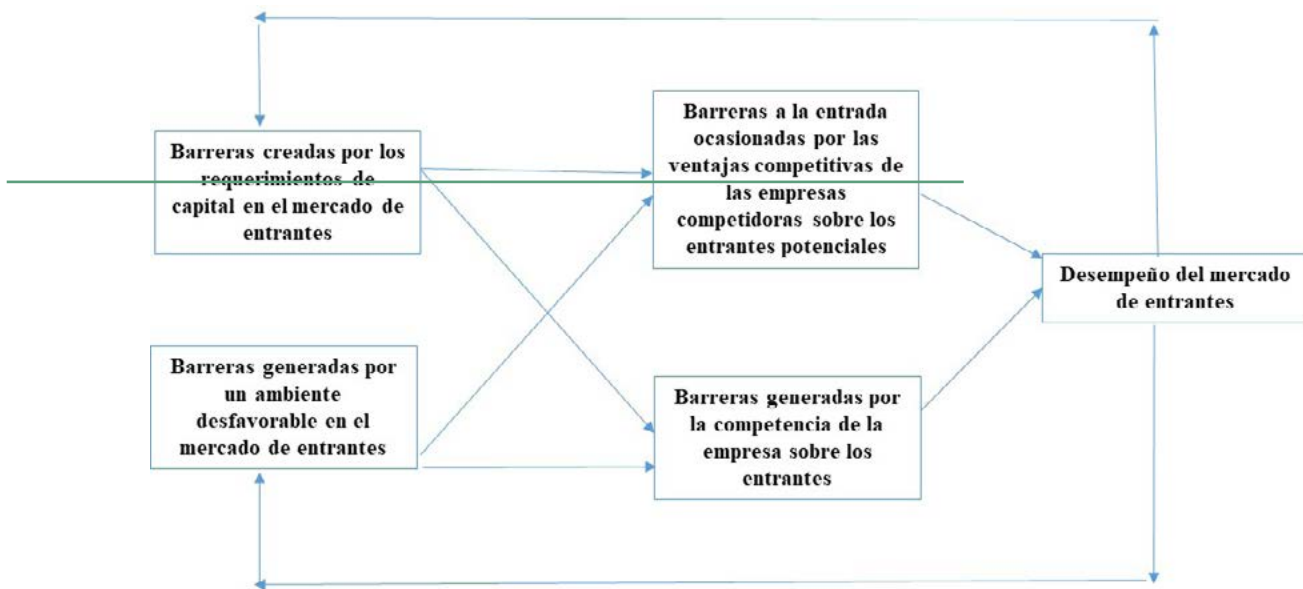 Barreras creadas por los
requerimientos de
capital en el mercado de
entrantes
Barreras a la entrada
ocasionadas por las
ventajas competitivas de
las empresas
competidoras sobre los
entrantes potenciales
Desempeño del mercado
de entrantes
Barreras generadas por
un ambiente
desfavorable en el
mercado de entrantes
Barreras generadas por
la competencia de la
empresa sobre los
entrantes